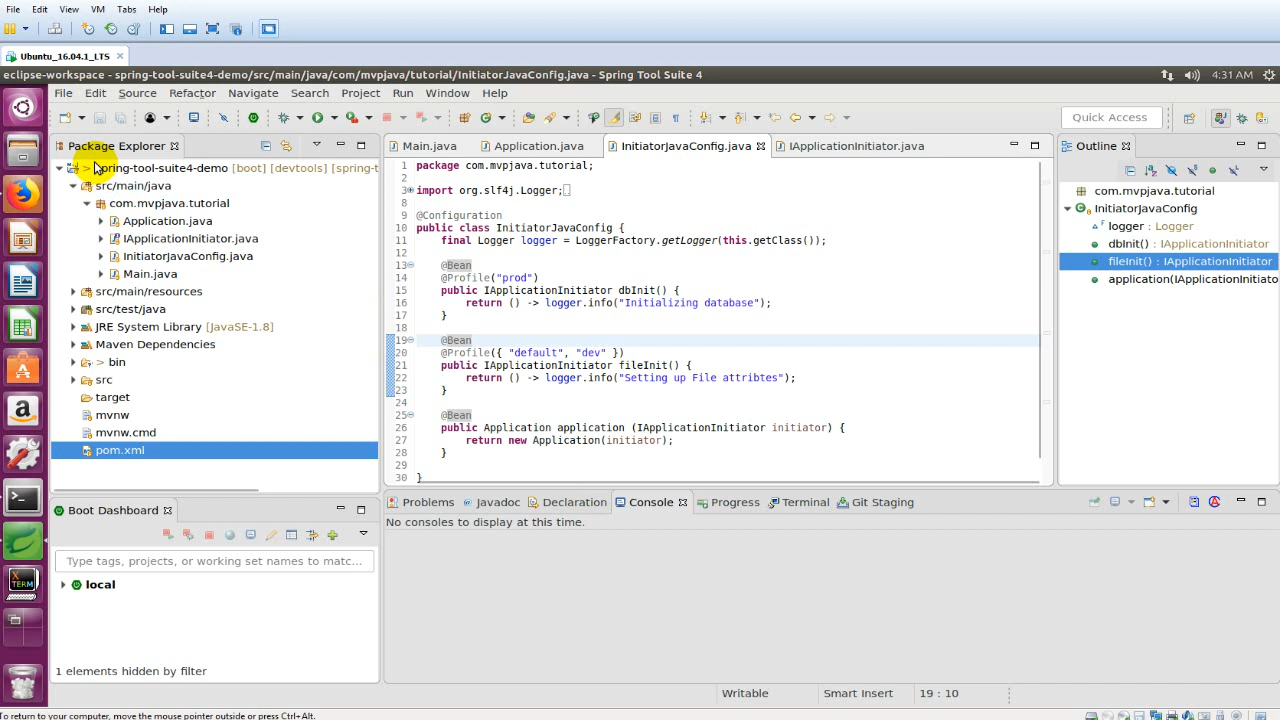 File Edit View VM Tabs Help
Ubuntu_16.04.1_LTS
eclipse-workspace - spring-tool-suite4-demo/src/main/java/com/mvpjava/tutorial/InitiatorJavaConfig.java - Spring Tool Suite 4
4:31 AM
File Edit Source Refactor Navigate Search Project Run Window Help
Quick Access
Package Explorer
> spring-tool-suite4-demo [boot] [devtools] [spring-t
src/main/java
com.mvpjava.tutorial
Application.java
IApplicationInitiator.java
InitiatorJavaConfig.java
Main.java
src/main/resources
src/test/java
JRE System Library [JavaSE-1.8]
Maven Dependencies
> bin
src
target
mvnw
mvnw.cmd
pom.xml
Boot Dashboard
Type tags, projects, or working set names to matc...
local
1 elements hidden by filter
Main.java Application.java InitiatorJavaConfig.java IApplicationInitiator.java
1 package com.mvpjava.tutorial;
2
3 import org.slf4j.Logger;
8
9 @Configuration
10 public class InitiatorJavaConfig {
11 final Logger logger = LoggerFactory.getLogger(this.getClass());
12
13 @Bean
14 @Profile("prod")
15 public IApplicationInitiator dbInit() {
16 return () -> logger.info("Initializing database");
17 }
18
19 @Bean
20 @Profile({ "default", "dev" })
21 public IApplicationInitiator fileInit() {
22 return () -> logger.info("Setting up File attribtes");
23 }
24
25 @Bean
26 public Application application (IApplicationInitiator initiator) {
27 return new Application(initiator);
28 }
29
30 }
Problems Javadoc Declaration Console Progress Terminal Git Staging
No consoles to display at this time.
Outline
com.mvpjava.tutorial
InitiatorJavaConfig
logger : Logger
dbInit() : IApplicationInitiator
fileInit() : IApplicationInitiator
application(IApplicationInitiato
Writable Smart Insert 19 : 10
To return to your computer, move the mouse pointer outside or press Ctrl+Alt.